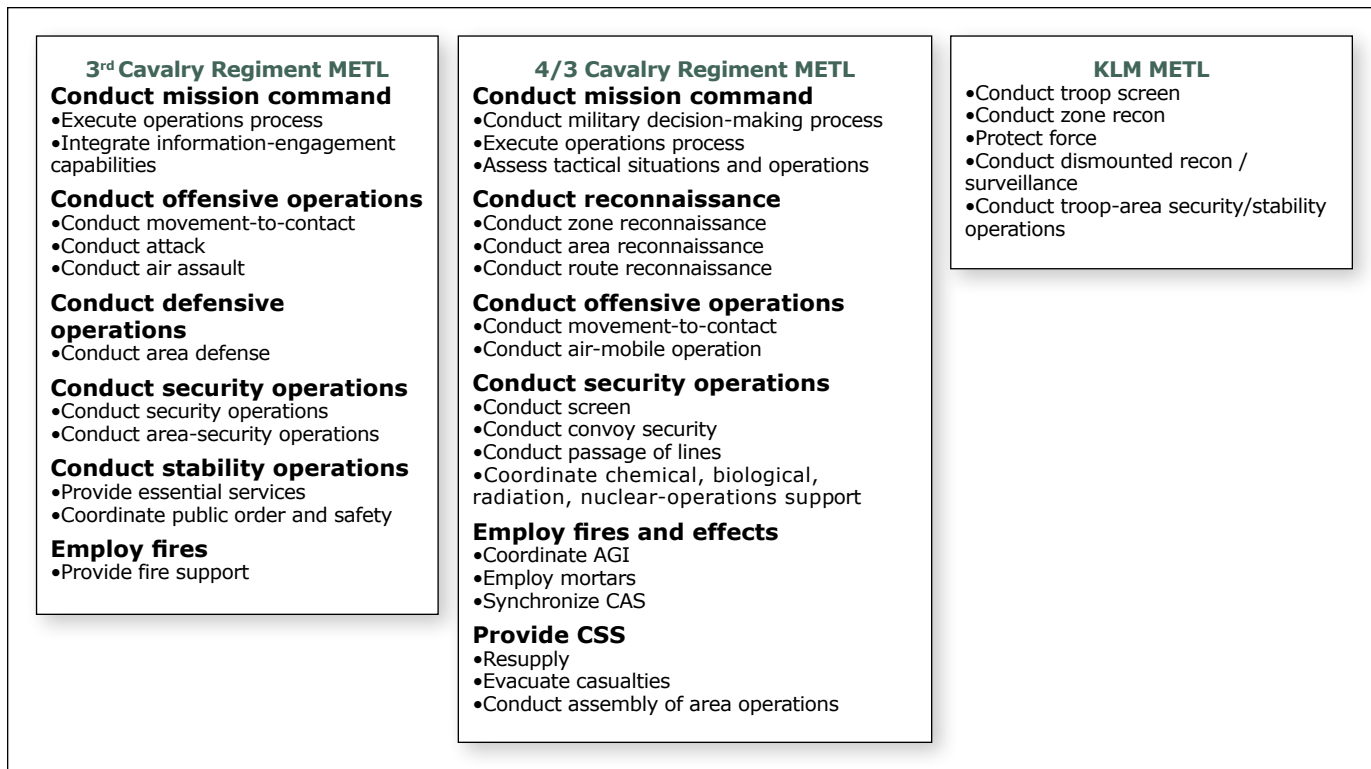 3rd Cavalry Regiment METL
Conduct mission command
•Execute operations process
•Integrate information-engagement
capabilities
Conduct offensive operations
•Conduct movement-to-contact
•Conduct attack
•Conduct air assault
Conduct defensive
operations
•Conduct area defense
Conduct security operations
•Conduct security operations
•Conduct area-security operations
Conduct stability operations
•Provide essential services
•Coordinate public order and safety
Employ fires
•Provide fire support
4/3 Cavalry Regiment METL
Conduct mission command
•Conduct military decision-making process
•Execute operations process
•Assess tactical situations and operations
Conduct reconnaissance
•Conduct zone reconnaissance
•Conduct area reconnaissance
•Conduct route reconnaissance
Conduct offensive operations
•Conduct movement-to-contact
•Conduct air-mobile operation
Conduct security operations
•Conduct screen
•Conduct convoy security
•Conduct passage of lines
•Coordinate chemical, biological,
radiation, nuclear-operations support
Employ fires and effects
•Coordinate AGI
•Employ mortars
•Synchronize CAS
Provide CSS
•Resupply
•Evacuate casualties
•Conduct assembly of area operations
KLM METL
•Conduct troop screen
•Conduct zone recon
•Protect force
•Conduct dismounted recon /
surveillance
•Conduct troop-area security/stability
operations